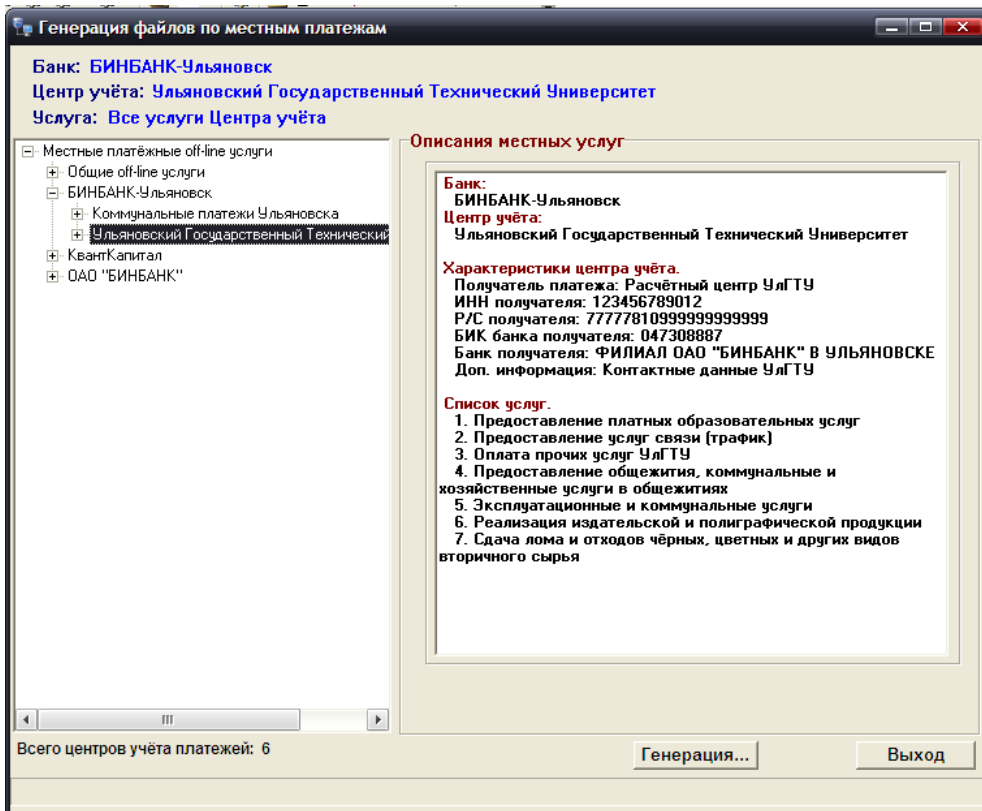 Генерация файлов по местным платежам
Банк: БИНБАНК-Ульяновск
Центр учёта: Ульяновский Государственный Технический Университет
Услуга: Все услуги Центра учёта
Местные платёжные off-line услуги
Общие off-line услуги
БИНБАНК-Ульяновск
Коммунальные платежи Ульяновска
Ульяновский Государственный Технический
КвантКапитал
ОАО "БИНБАНК"
Описания местных услуг
Банк:
БИНБАНК-Ульяновск
Центр учёта:
Ульяновский Государственный Технический Университет
Характеристики центра учёта.
Получатель платежа: Расчётный центр УлГТУ
ИНН получателя: 123456789012
Р/С получателя: 77777810999999999999
БИК банка получателя: 047308887
Банк получателя: ФИЛИАЛ ОАО "БИНБАНК" В УЛЬЯНОВСКЕ
Доп. информация: Контактные данные УлГТУ
Список услуг.
1. Предоставление платных образовательных услуг
2. Предоставление услуг связи (трафик)
3. Оплата прочих услуг УлГТУ
4. Предоставление общежития, коммунальные и
хозяйственные услуги в общежитиях
5. Эксплуатационные и коммунальные услуги
6. Реализация издательской и полиграфической продукции
7. Сдача лома и отходов чёрных, цветных и других видов
вторичного сырья
Всего центров учёта платежей: 6
Генерация...
Выход